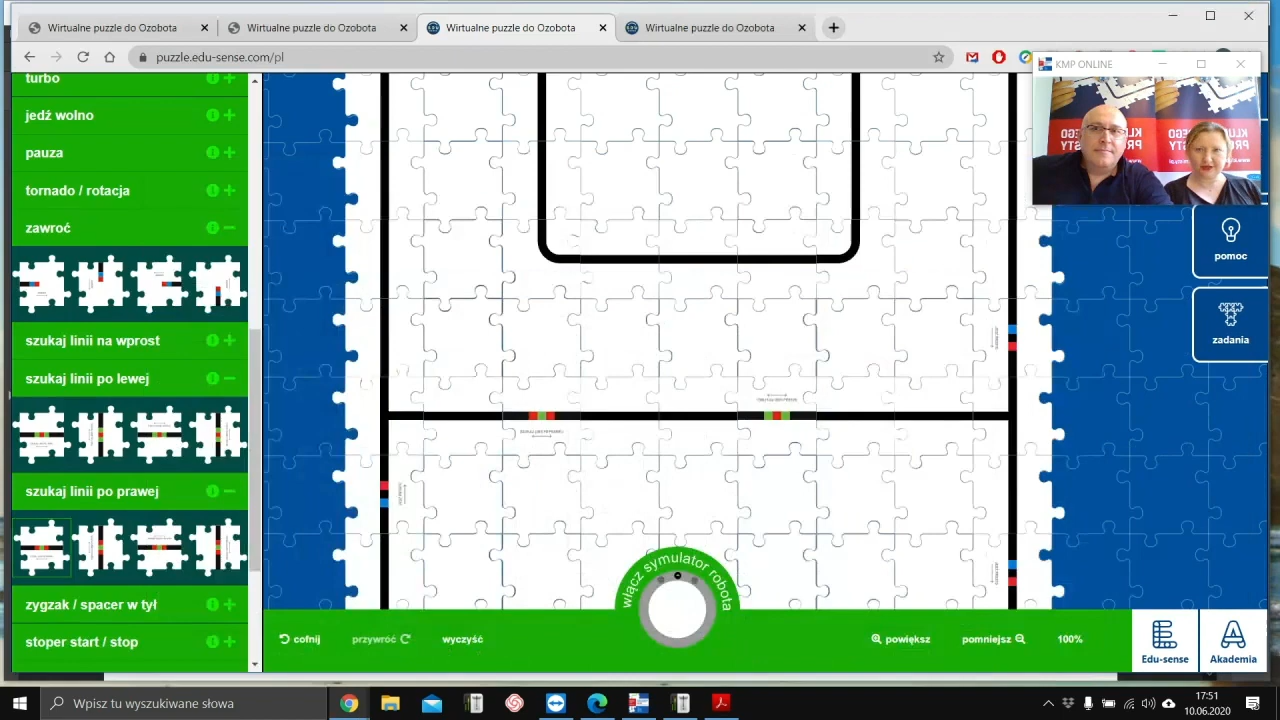 Wirtualne puzzle do Ozobota
Wirtualne puzzle do Ozobota
Wirtualne puzzle do Ozobota
Wirtualne puzzle do Ozobota
puzzle.edu-sense.com/pl
KMP ONLINE
turbo
jedź wolno
pauza
tornado / rotacja
zawroć
szukaj linii na wprost
szukaj linii po lewej
szukaj linii po prawej
zygzak / spacer w tył
stoper start / stop
pomoc
zadania
włącz symulator robota
cofnij
przywróć
wyczyść
powiększ
pomniejsz
100%
Edu-sense
Akademia
Wpisz tu wyszukiwane słowa
17:51
10.06.2020